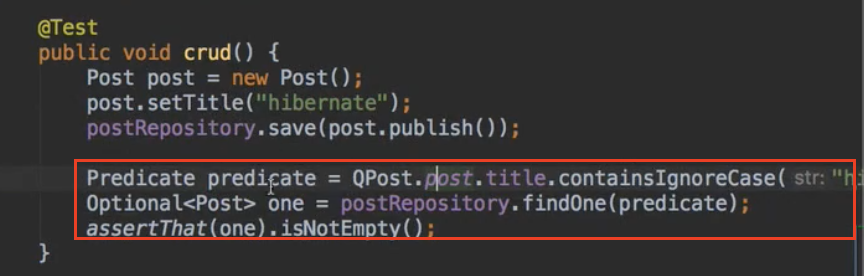 @Test
public void crud() {
Post post = new Post();
post.setTitle("hibernate");
postRepository.save(post.publish());
Predicate predicate = QPost.post.title.containsIgnoreCase( str: "hi
Optional<Post> one = postRepository.findOne(predicate);
assertThat(one).isNotEmpty();
}